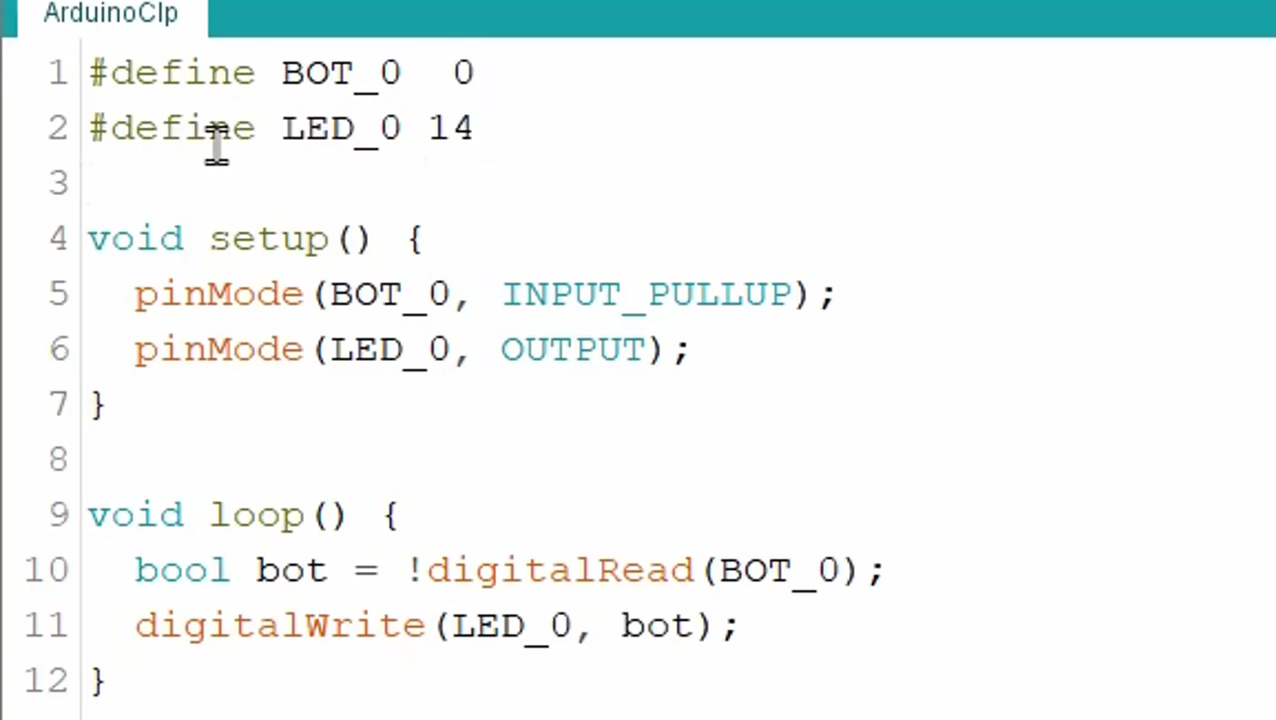 ArduinoClp
1 #define BOT_0  0
2 #define LED_0 14
3
4 void setup() {
5   pinMode(BOT_0, INPUT_PULLUP);
6   pinMode(LED_0, OUTPUT);
7 }
8
9 void loop() {
10   bool bot = !digitalRead(BOT_0);
11   digitalWrite(LED_0, bot);
12 }